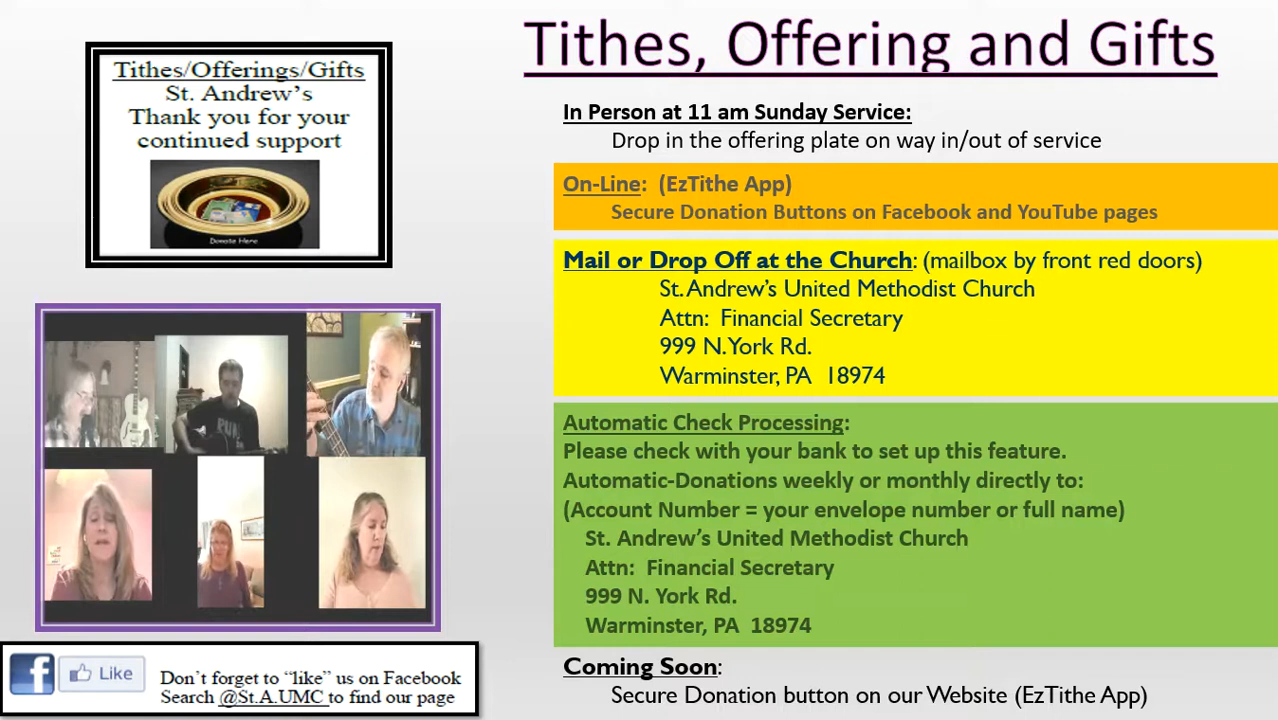 Tithes/Offerings/Gifts
St. Andrew's
Thank you for your
continued support
Donate Here
Don't forget to "like" us on Facebook
Search @St.A.UMC to find our page
f
Like
Tithes, Offering and Gifts
In Person at 11 am Sunday Service:
Drop in the offering plate on way in/out of service
On-Line: (EzTithe App)
Secure Donation Buttons on Facebook and YouTube pages
Mail or Drop Off at the Church: (mailbox by front red doors)
St. Andrew's United Methodist Church
Attn: Financial Secretary
999 N. York Rd.
Warminster, PA 18974
Automatic Check Processing:
Please check with your bank to set up this feature.
Automatic-Donations weekly or monthly directly to:
(Account Number = your envelope number or full name)
St. Andrew's United Methodist Church
Attn: Financial Secretary
999 N. York Rd.
Warminster, PA 18974
Coming Soon:
Secure Donation button on our Website (EzTithe App)